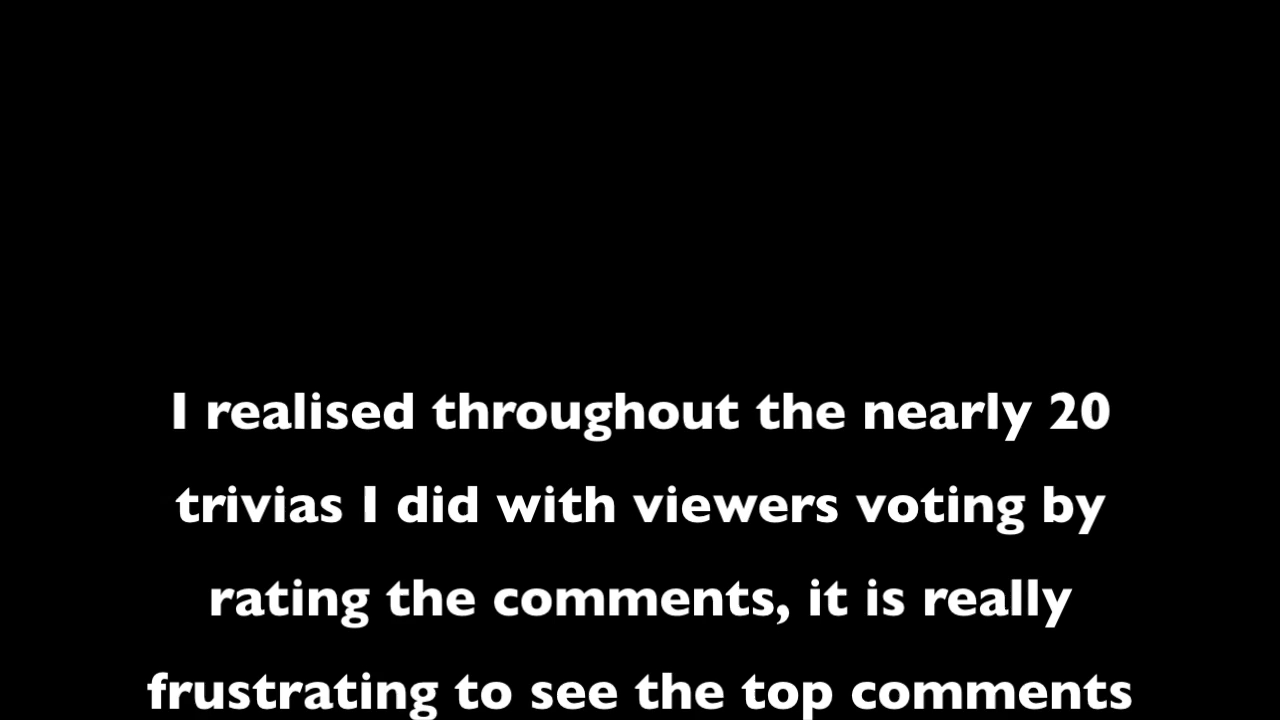 I realised throughout the nearly 20
trivias I did with viewers voting by
rating the comments, it is really
frustrating to see the top comments